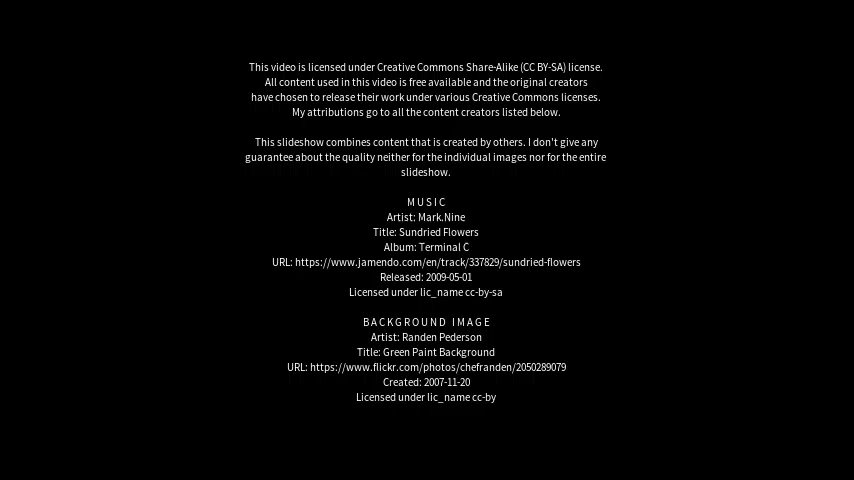 This video is licensed under Creative Commons Share-Alike (CC BY-SA) license.
All content used in this video is free available and the original creators
have chosen to release their work under various Creative Commons licenses.
My attributions go to all the content creators listed below.
This slideshow combines content that is created by others. I don't give any
guarantee about the quality neither for the individual images nor for the entire
slideshow.
MUSIC
Artist: Mark.Nine
Title: Sundried Flowers
Album: Terminal C
URL: https://www.jamendo.com/en/track/337829/sundried-flowers
Released: 2009-05-01
Licensed under lic_name cc-by-sa
BACKGROUND IMAGE
Artist: Randen Pederson
Title: Green Paint Background
URL: https://www.flickr.com/photos/chefranden/2050289079
Created: 2007-11-20
Licensed under lic_name cc-by